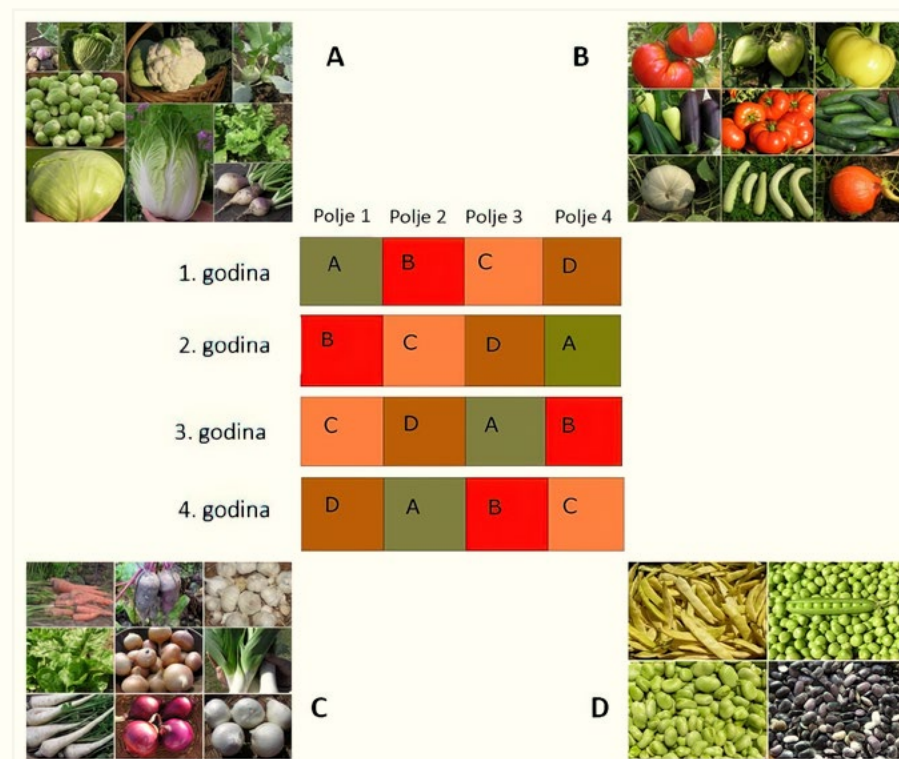 A
B
Polje 1 Polje 2 Polje 3 Polje 4
1. godina A B C D
2. godina B C D A
3. godina C D A B
4. godina D A B C
C
D